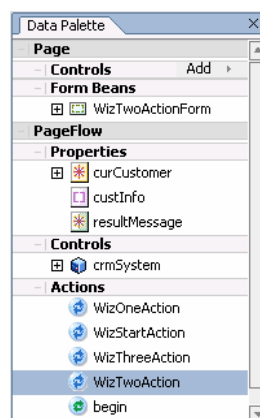 Data Palette
Page
Controls Add
Form Beans
WizTwoActionForm
PageFlow
Properties
curCustomer
custInfo
resultMessage
Controls
crmSystem
Actions
WizOneAction
WizStartAction
WizThreeAction
WizTwoAction
begin